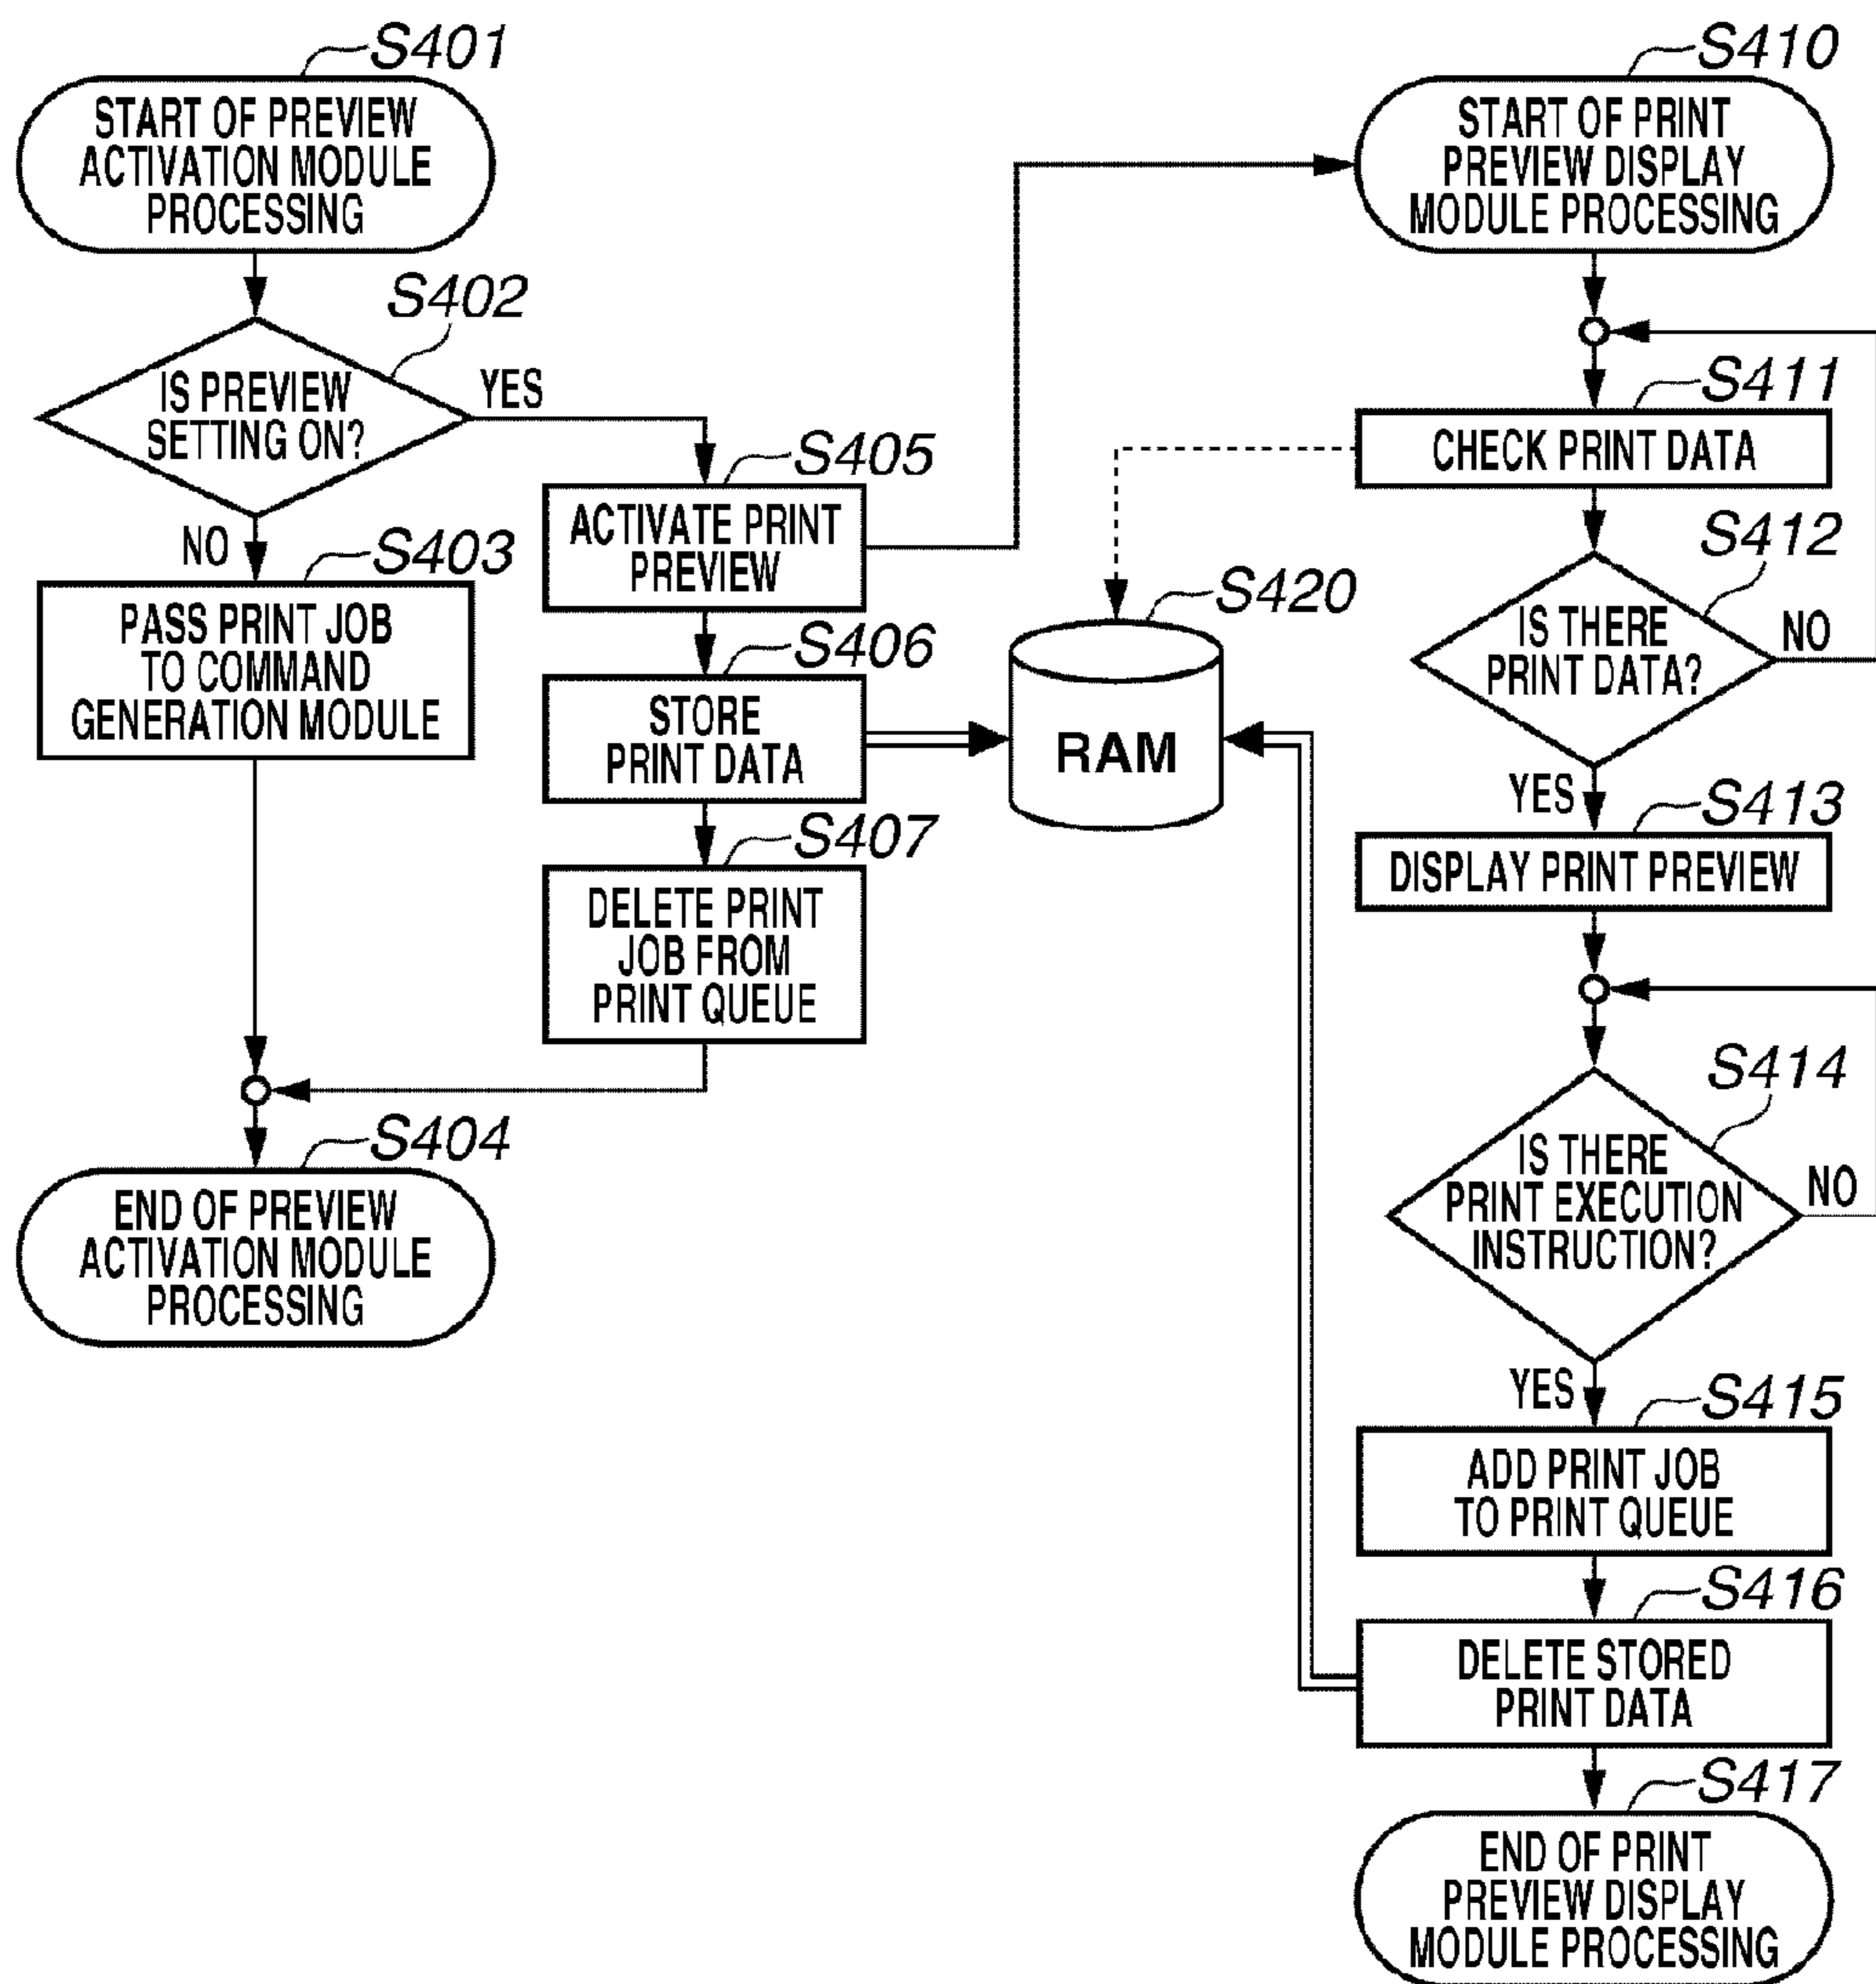 S401
START OF PREVIEW
ACTIVATION MODULE
PROCESSING
S402
IS PREVIEW
SETTING ON?
YES
NO
S403
PASS PRINT JOB
TO COMMAND
GENERATION MODULE
S405
ACTIVATE PRINT
PREVIEW
S406
STORE
PRINT DATA
S407
DELETE PRINT
JOB FROM
PRINT QUEUE
S404
END OF PREVIEW
ACTIVATION MODULE
PROCESSING
S420
RAM
S410
START OF PRINT
PREVIEW DISPLAY
MODULE PROCESSING
S411
CHECK PRINT DATA
S412
IS THERE
PRINT DATA?
NO
YES
S413
DISPLAY PRINT PREVIEW
S414
IS THERE
PRINT EXECUTION
INSTRUCTION?
NO
YES
S415
ADD PRINT JOB
TO PRINT QUEUE
S416
DELETE STORED
PRINT DATA
S417
END OF PRINT
PREVIEW DISPLAY
MODULE PROCESSING